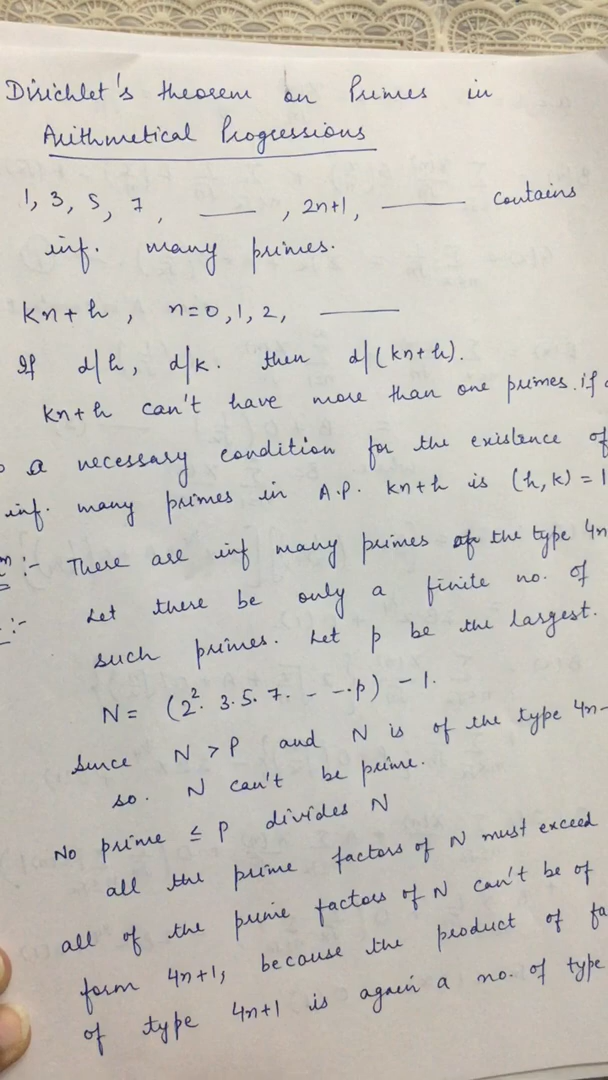 Dirichlet's theorem on Primes in
Arithmetical Progressions
1, 3, 5, 7, ——— , 2n+1, ——— contains
inf. many primes.
kn + h, n=0, 1, 2, ———
If d/h, d/k. then d/(kn+h).
kn+h can't have more than one primes. if
a necessary condition for the existence of
inf. many primes in A.P. kn+h is (h, k) = 1
:- There are inf many primes of the type 4n
:- Let there be only a finite no. of
such primes. Let p be the largest.
N = (2². 3. 5. 7. - - -. p) - 1.
Since N > P and N is of the type 4n-
so. N can't be prime.
No prime ≤ p divides N
all the prime factors of N must exceed
all of the prime factors of N can't be of
form 4n+1, because the product of fa
of type 4n+1 is again a no. of type